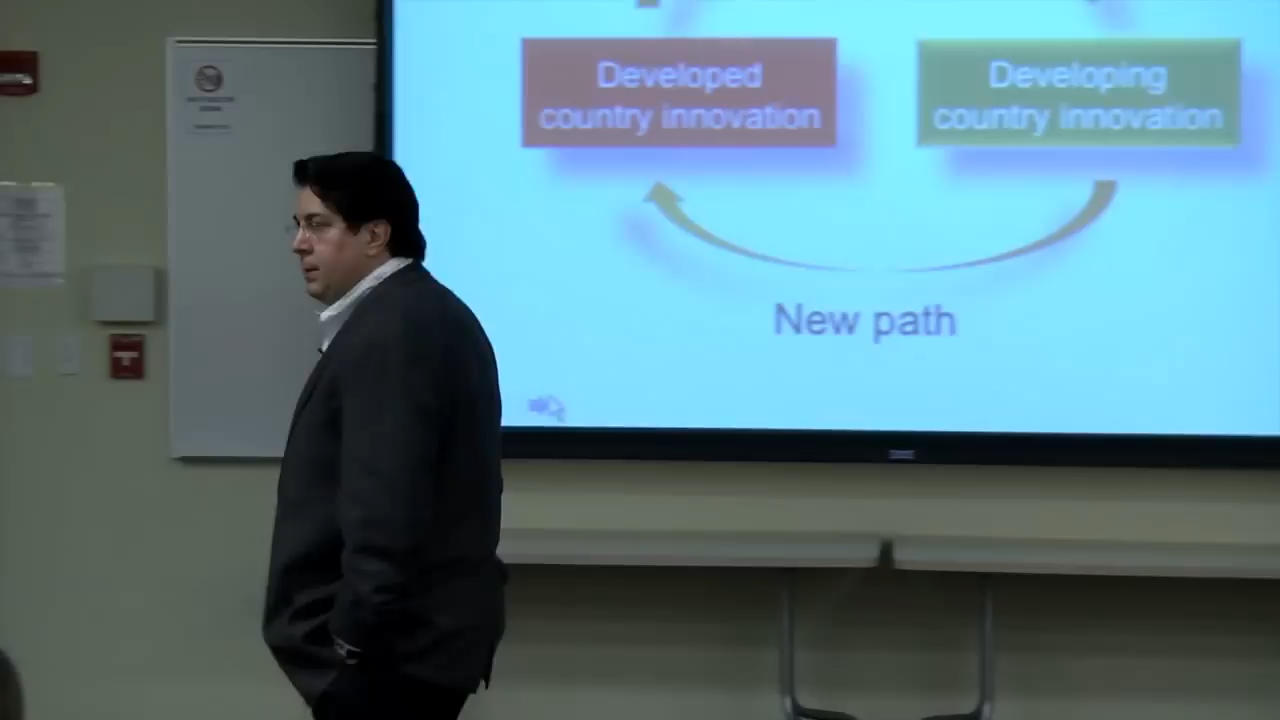 Developed
country innovation
Developing
country innovation
New path